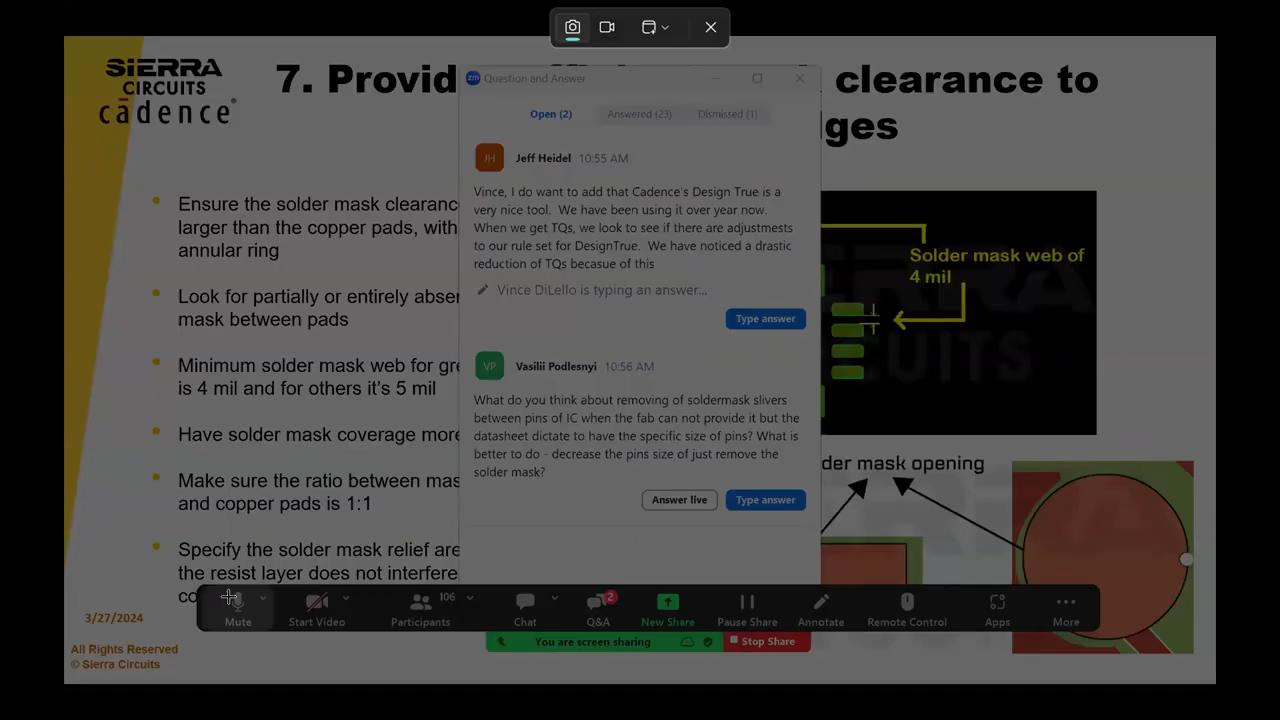 SiERRA
CIRCUITS
cādence®
7. Provid
clearance to
dges
Ensure the solder mask clearanc
larger than the copper pads, with
annular ring
Look for partially or entirely abse
mask between pads
Minimum solder mask web for gre
is 4 mil and for others it's 5 mil
Have solder mask coverage more
Make sure the ratio between mas
and copper pads is 1:1
Specify the solder mask relief are
the resist layer does not interfere
co
3/27/2024
All Rights Reserved
© Sierra Circuits
zm Question and Answer
Open (2) Answered (23) Dismissed (1)
JH Jeff Heidel 10:55 AM
Vince, I do want to add that Cadence's Design True is a
very nice tool. We have been using it over year now.
When we get TQs, we look to see if there are adjustments
to our rule set for DesignTrue. We have noticed a drastic
reduction of TQs becasue of this
Vince DiLello is typing an answer...
Type answer
VP Vasilii Podlesnyi 10:56 AM
What do you think about removing of soldermask slivers
between pins of IC when the fab can not provide it but the
datasheet dictate to have the specific size of pins? What is
better to do - decrease the pins size of just remove the
solder mask?
Answer live Type answer
Solder mask web of
4 mil
der mask opening
106 2
Mute Start Video Participants Chat Q&A New Share Pause Share Annotate Remote Control Apps More
You are screen sharing Stop Share